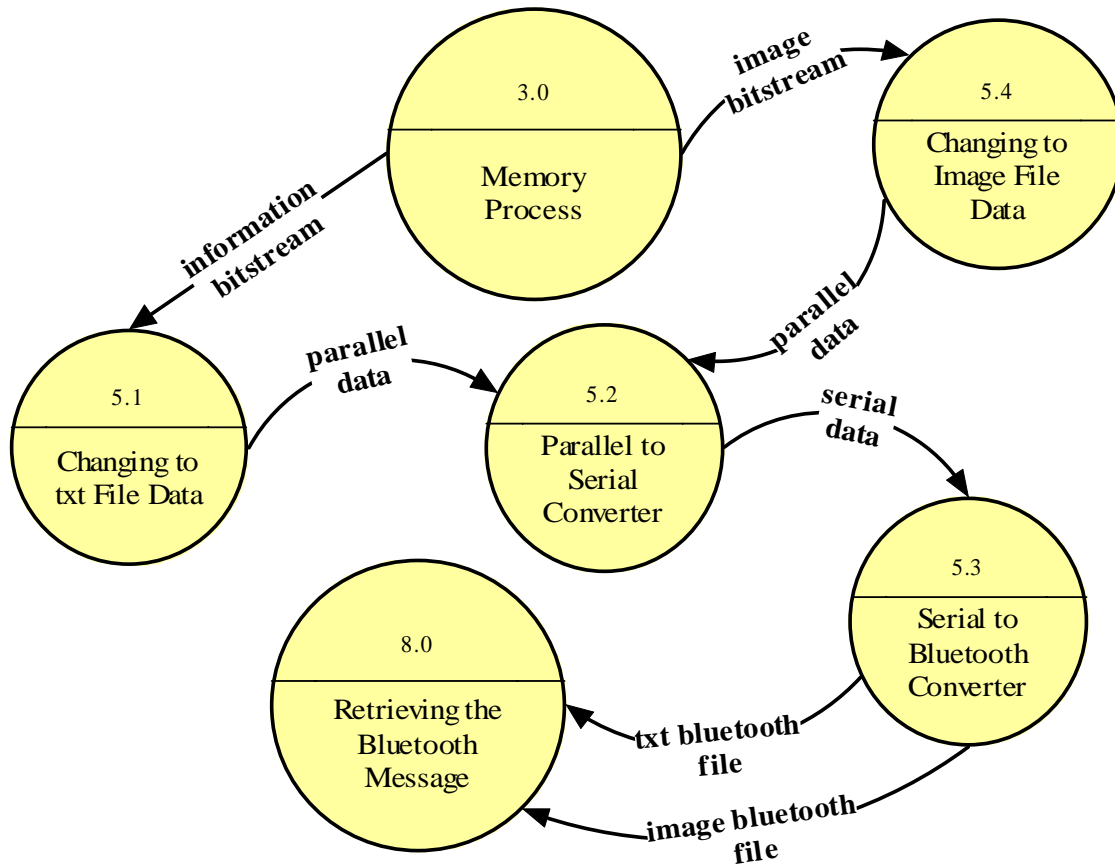 3.0
Memory
Process
image
bitstream
5.4
Changing to
Image File
Data
information
bitstream
parallel
data
5.1
Changing to
txt File Data
parallel
data
5.2
Parallel to
Serial
Converter
serial
data
5.3
Serial to
Bluetooth
Converter
8.0
Retrieving the
Bluetooth
Message
txt bluetooth
file
image bluetooth
file